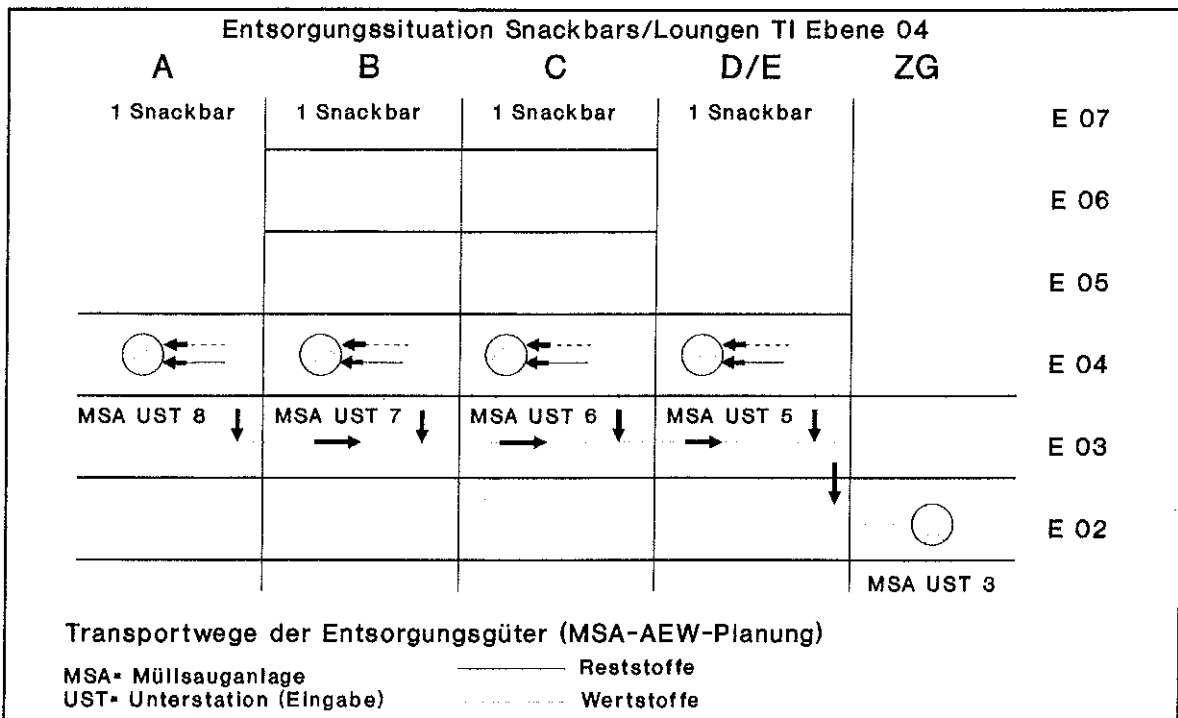 Entsorgungssituation Snackbars/Loungen TI Ebene 04
A B C D/E ZG
1 Snackbar 1 Snackbar 1 Snackbar 1 Snackbar E 07
E 06
E 05
E 04
MSA UST 8 MSA UST 7 MSA UST 6 MSA UST 5
E 03
E 02
MSA UST 3
Transportwege der Entsorgungsgüter (MSA-AEW-Planung)
MSA= Müllsauganlage Reststoffe
UST= Unterstation (Eingabe) Wertstoffe